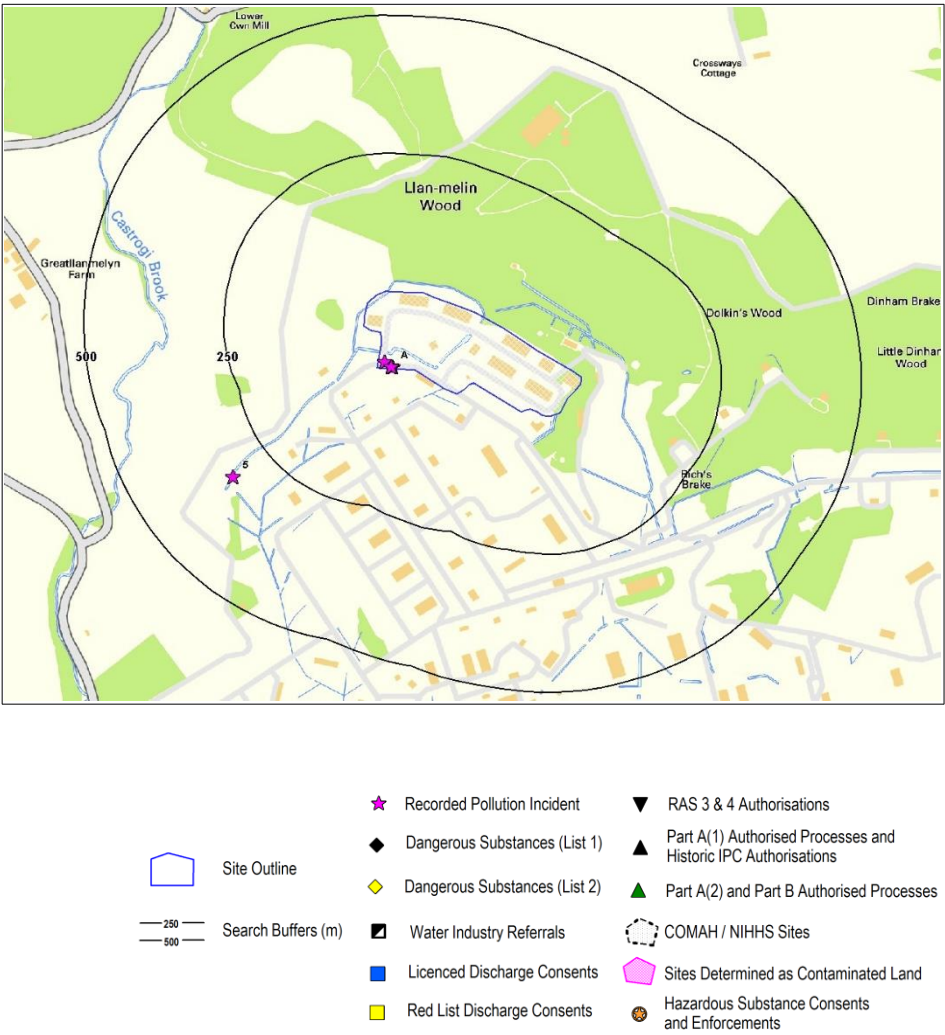 Lower
Cwn Mill
Crossways
Cottage
Llan-melin
Wood
Castrogi Brook
Greatllanmelyn
Farm
Dinham Brake
Dolkin's Wood
Little Dinham
Wood
500
250
A
5
Rich's
Brake
Recorded Pollution Incident
RAS 3 & 4 Authorisations
Dangerous Substances (List 1)
Part A(1) Authorised Processes and
Historic IPC Authorisations
Site Outline
Dangerous Substances (List 2)
Part A(2) and Part B Authorised Processes
250
500
Search Buffers (m)
Water Industry Referrals
COMAH / NIHHS Sites
Licenced Discharge Consents
Sites Determined as Contaminated Land
Red List Discharge Consents
Hazardous Substance Consents
and Enforcements